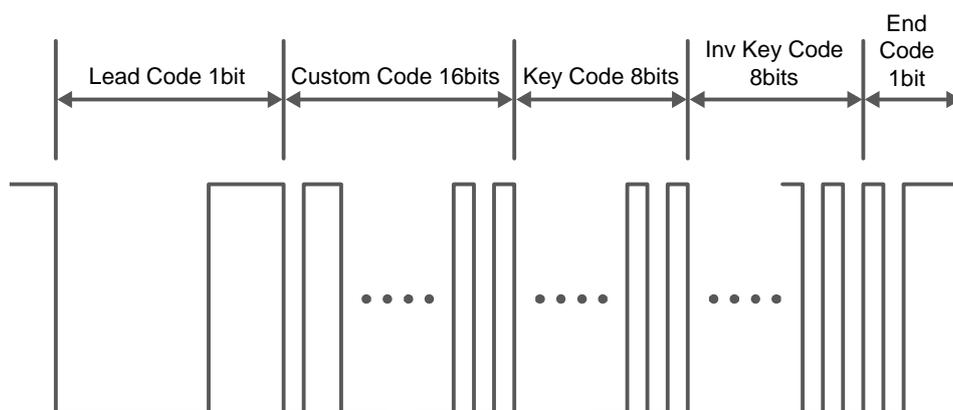 Lead Code 1bit
Custom Code 16bits
Key Code 8bits
Inv Key Code
8bits
End
Code
1bit